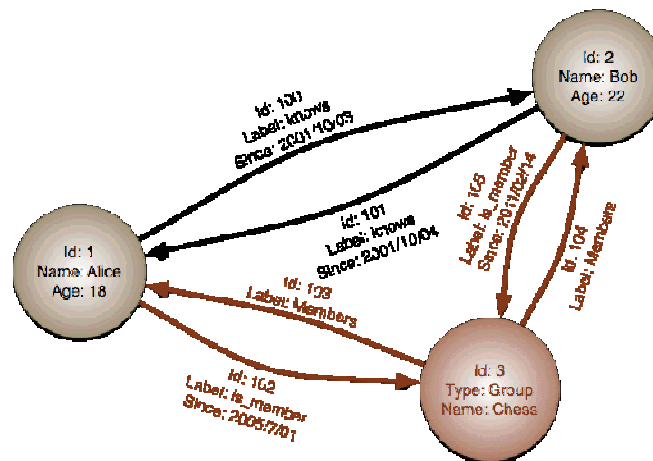 Id: 2
Name: Bob
Age: 22
Id: 100
Label: knows
Since: 2001/10/03
Id: 101
Label: knows
Since: 2001/10/04
Id: 105
Label: is_member
Since: 2011/02/14
Id: 104
Label: Members
Id: 1
Name: Alice
Age: 18
Id: 103
Label: Members
Id: 102
Label: is_member
Since: 2005/7/01
Id: 3
Type: Group
Name: Chess